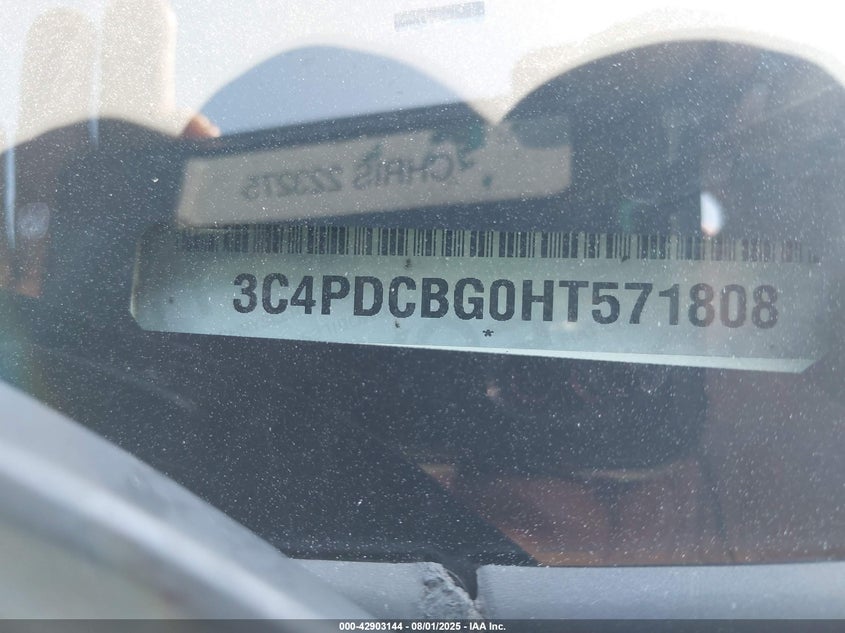 3C4PDCBG0HT571808
*
000-42903144 - 08/01/2025 - IAA Inc.